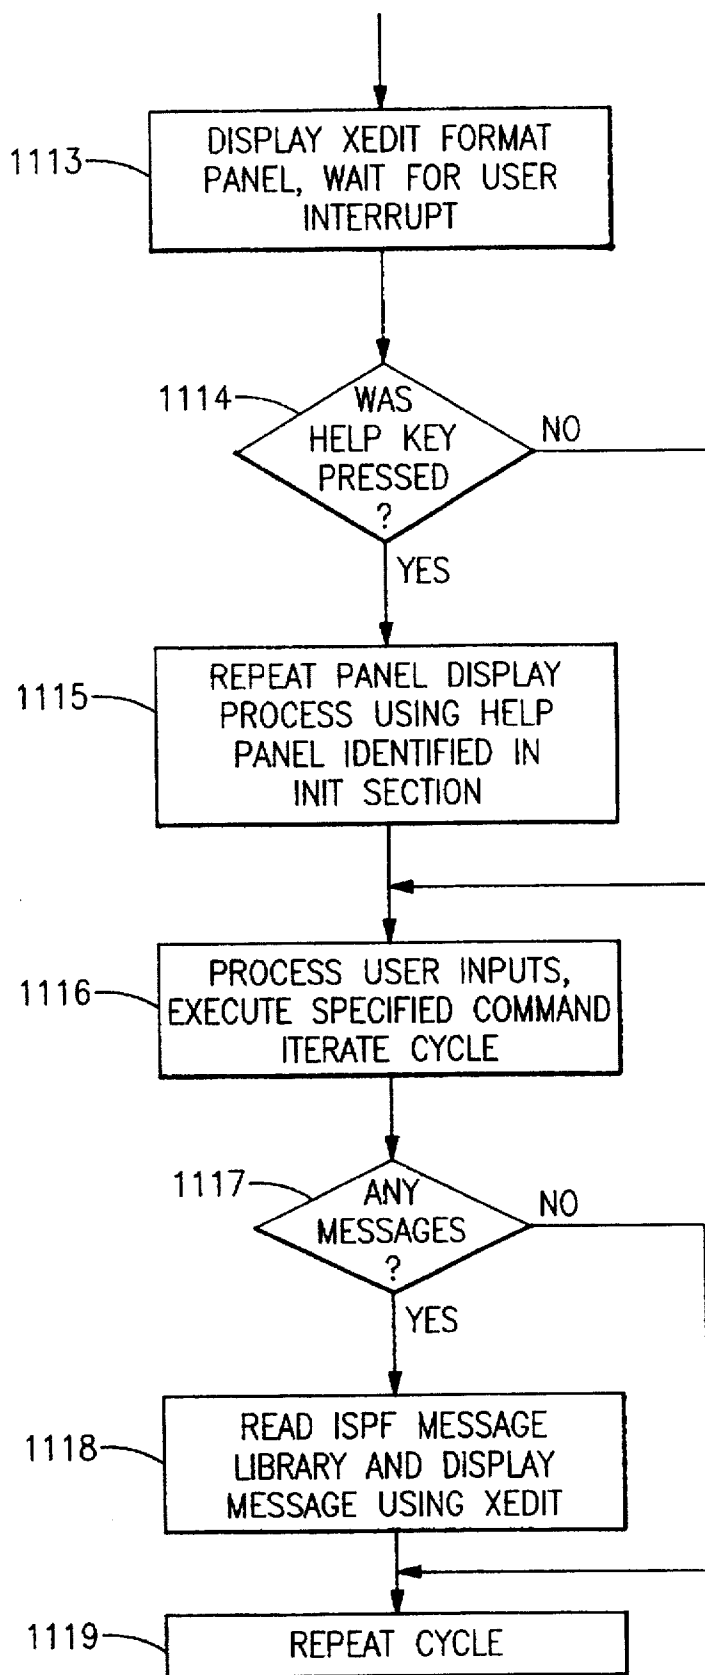 1113
DISPLAY XEDIT FORMAT
PANEL, WAIT FOR USER
INTERRUPT
1114
WAS
HELP KEY
PRESSED
?
NO
YES
1115
REPEAT PANEL DISPLAY
PROCESS USING HELP
PANEL IDENTIFIED IN
INIT SECTION
1116
PROCESS USER INPUTS,
EXECUTE SPECIFIED COMMAND
ITERATE CYCLE
1117
ANY
MESSAGES
?
NO
YES
1118
READ ISPF MESSAGE
LIBRARY AND DISPLAY
MESSAGE USING XEDIT
1119
REPEAT CYCLE